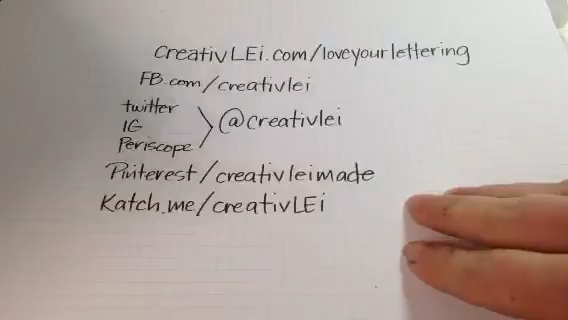 creativLEi.com/loveyourlettering
FB.com/creativlei
twitter
IG
Periscope
@creativlei
Pinterest/creativleimade
Katch.me/creativLEi